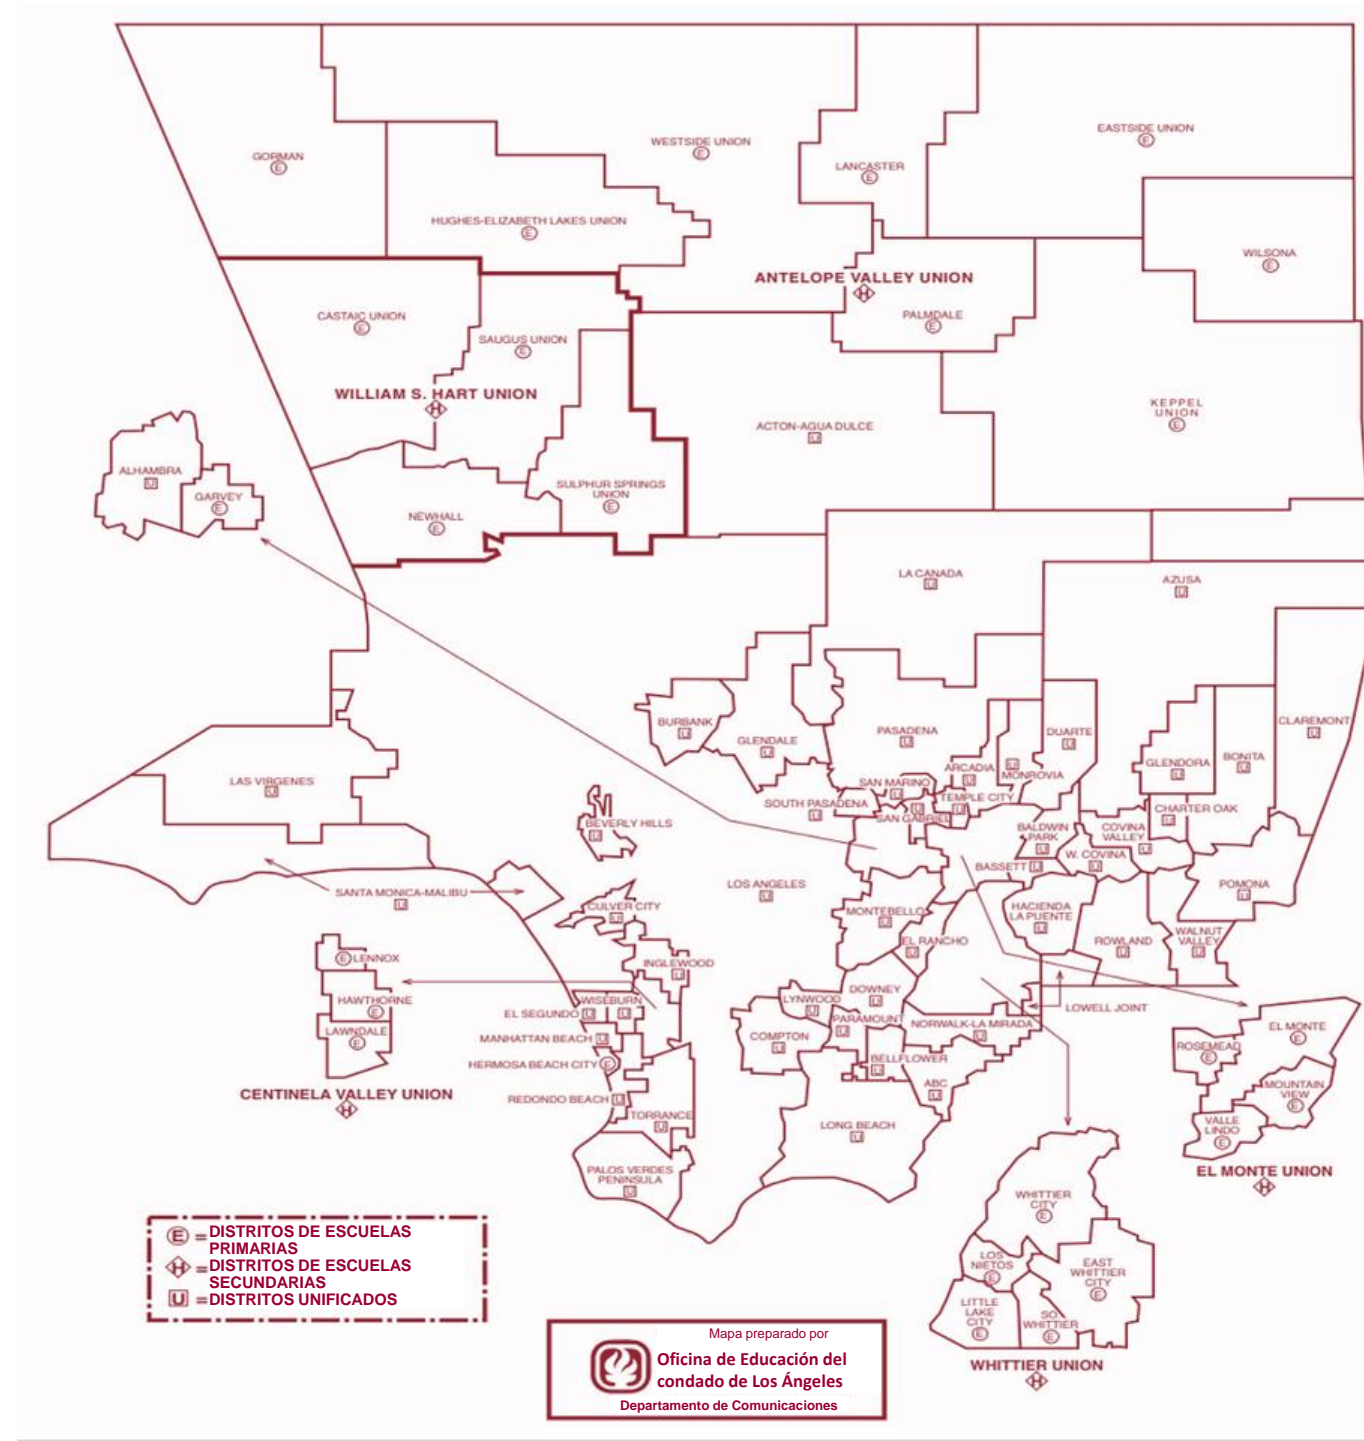 GORMAN
E
WESTSIDE UNION
E
LANCASTER
E
EASTSIDE UNION
E
HUGHES-ELIZABETH LAKES UNION
E
WILSONA
E
ANTELOPE VALLEY UNION
H
CASTAIC UNION
E
SAUGUS UNION
E
PALMDALE
E
WILLIAM S. HART UNION
H
ACTON-AGUA DULCE
U
KEPPEL
UNION
E
ALHAMBRA
U
GARVEY
E
NEWHALL
E
SULPHUR SPRINGS
UNION
E
LA CANADA
U
AZUSA
U
BURBANK
U
GLENDALE
U
PASADENA
U
DUARTE
U
CLAREMONT
U
LAS VIRGENES
U
ARCADIA
U
U
MONROVIA
GLENDORA
U
BONITA
U
SAN MARINO
U
SOUTH PASADENA
U
TEMPLE CITY
U
U
SAN GABRIEL
CHARTER OAK
U
BEVERLY HILLS
U
BALDWIN
PARK
U
COVINA
VALLEY
U
W. COVINA
U
BASSETT U
LOS ANGELES
U
POMONA
U
SANTA MONICA-MALIBU
U
CULVER CITY
U
MONTEBELLO
U
HACIENDA
LA PUENTE
U
EL RANCHO
U
ROWLAND
U
WALNUT
VALLEY
U
E LENNOX
INGLEWOOD
U
HAWTHORNE
E
LAWNDALE
E
CENTINELA VALLEY UNION
H
WISEBURN
U
EL SEGUNDO U
MANHATTAN BEACH U
HERMOSA BEACH CITY E
REDONDO BEACH U
TORRANCE
U
PALOS VERDES
PENINSULA
U
LYNWOOD
U
DOWNEY
U
COMPTON
U
PARAMOUNT
U
NORWALK-LA MIRADA
U
LOWELL JOINT
BELLFLOWER
U
ABC
U
LONG BEACH
U
EL MONTE
E
ROSEMEAD
E
MOUNTAIN
VIEW
E
VALLE
LINDO
E
EL MONTE UNION
H
WHITTIER
CITY
E
LOS
NIETOS
E
EAST
WHITTIER
CITY
E
LITTLE
LAKE
CITY
E
SO
WHITTIER
E
WHITTIER UNION
H
E = DISTRITOS DE ESCUELAS
PRIMARIAS
H = DISTRITOS DE ESCUELAS
SECUNDARIAS
U = DISTRITOS UNIFICADOS
Mapa preparado por
Oficina de Educación del
condado de Los Ángeles
Departamento de Comunicaciones